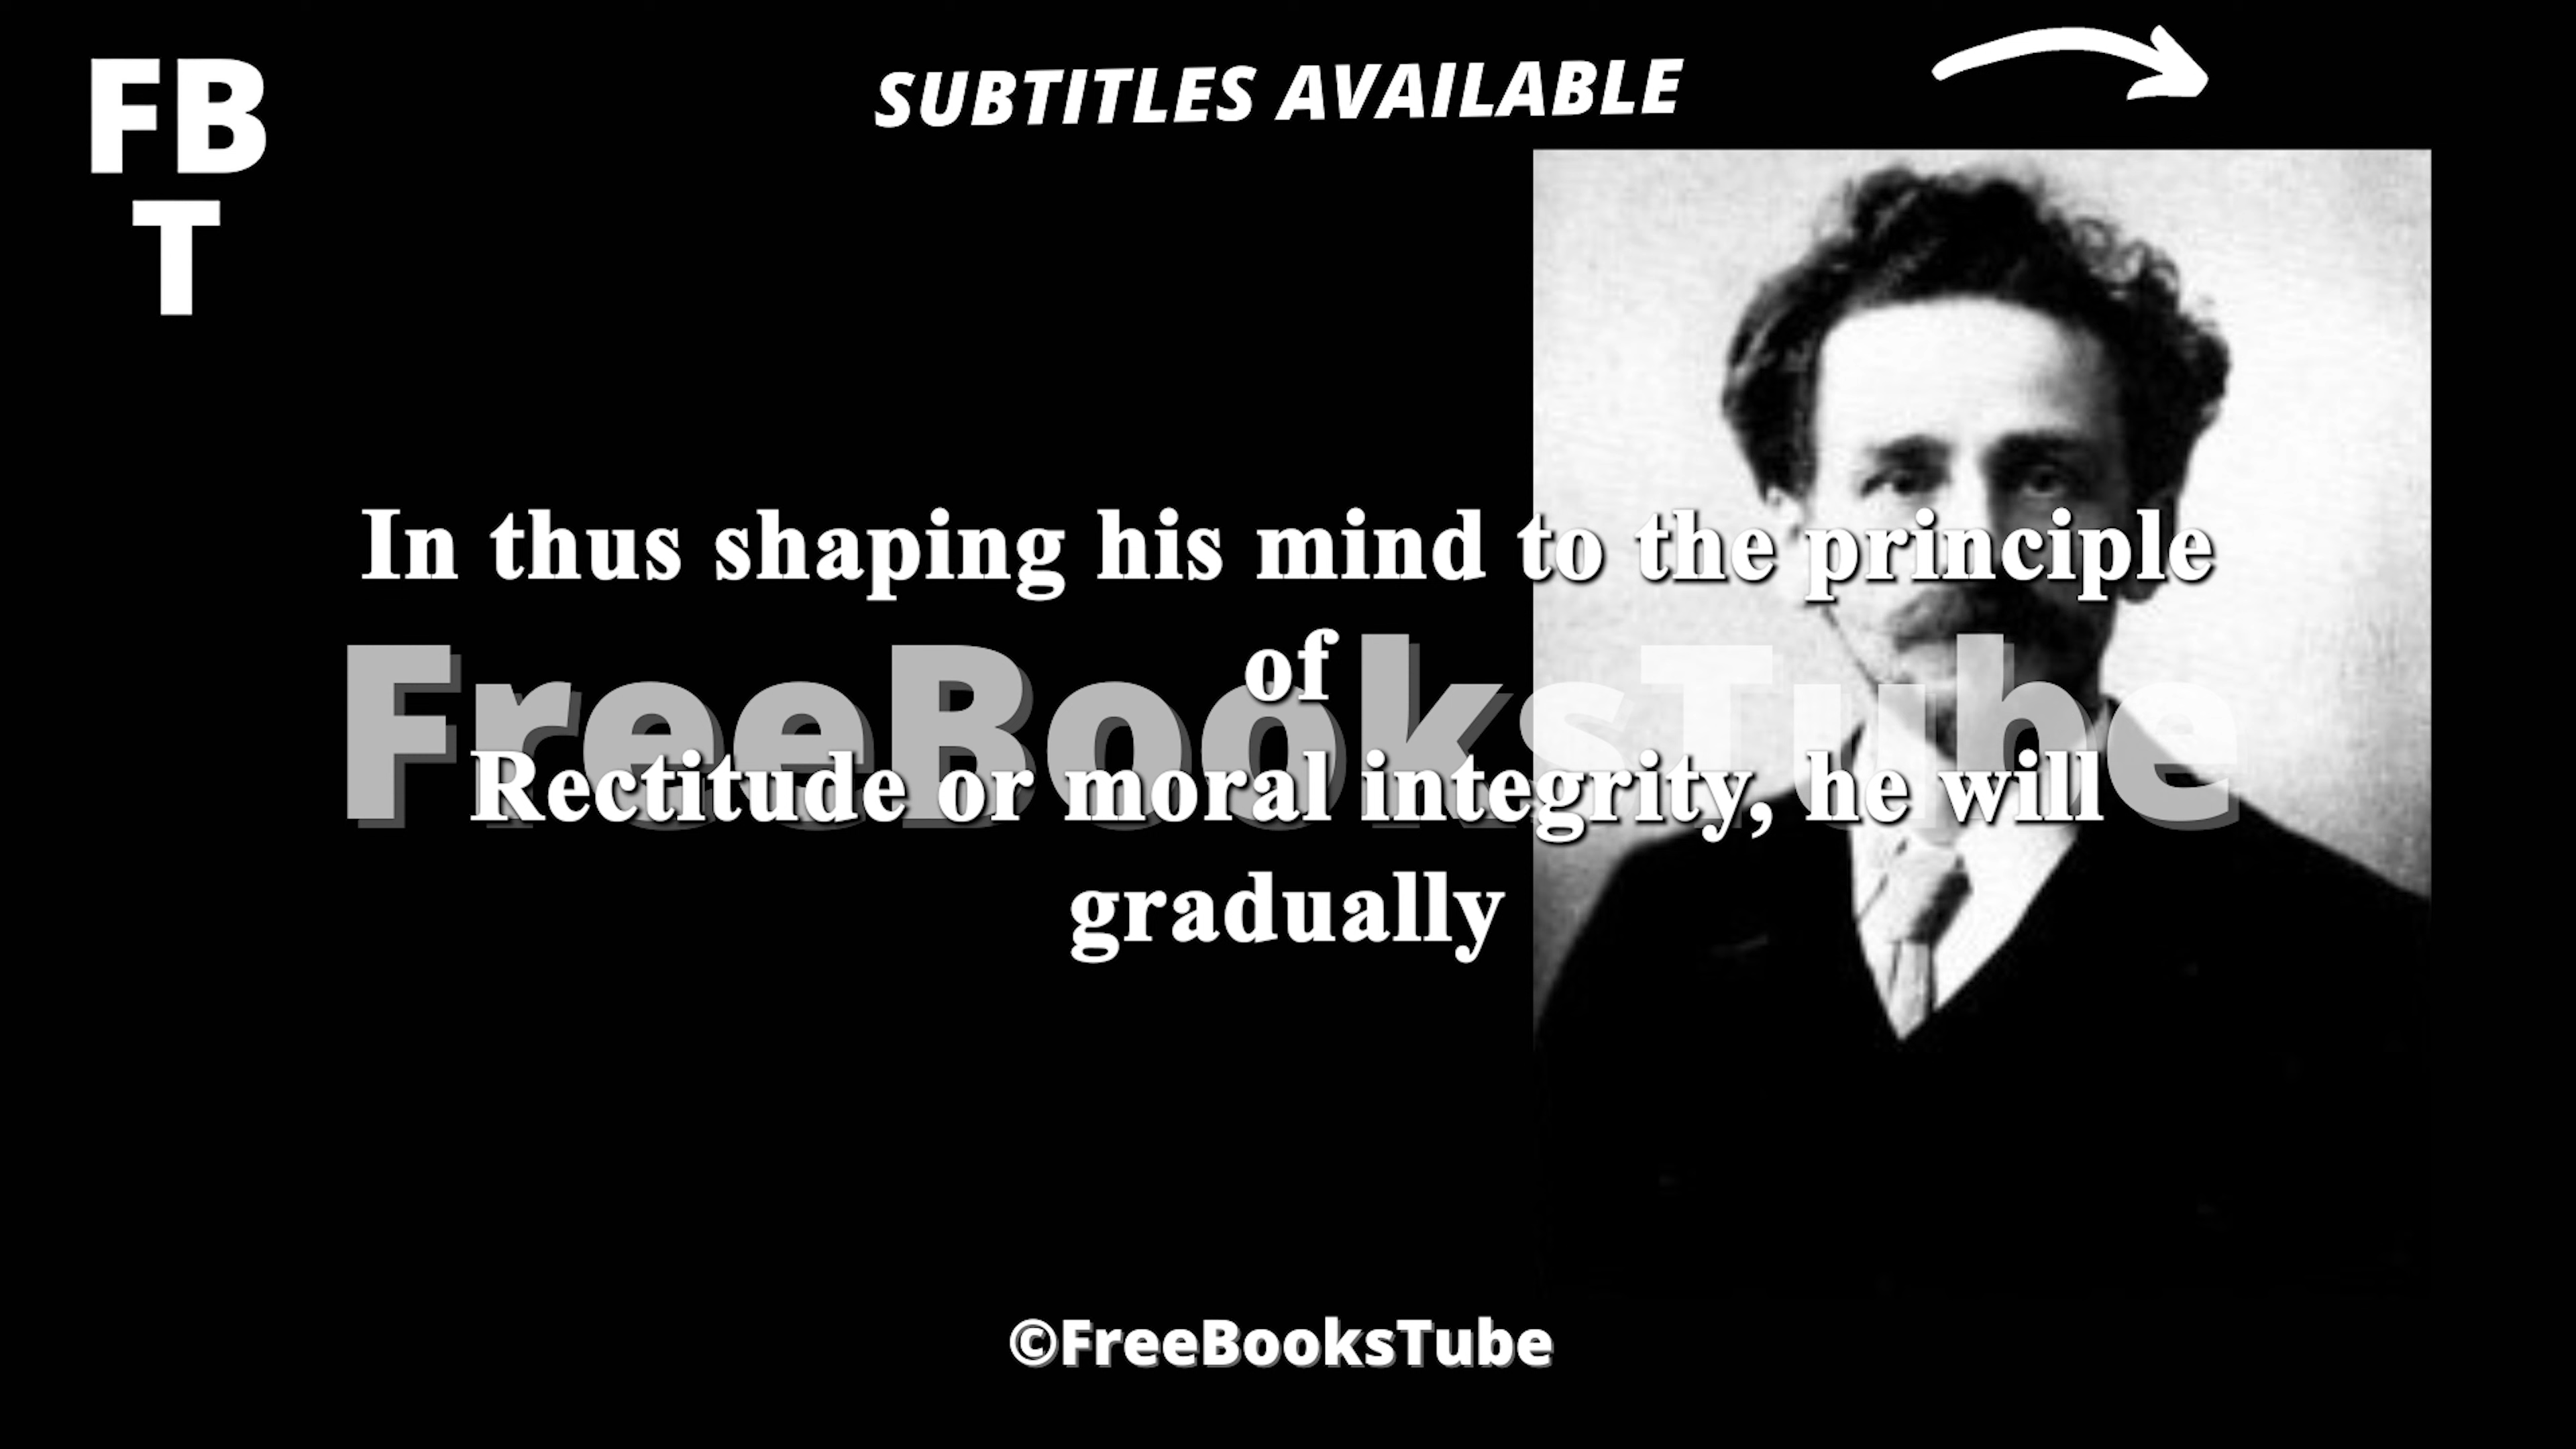 FB
T
SUBTITLES AVAILABLE
In thus shaping his mind to the principle
of
FreeBooksTube
Rectitude or moral integrity, he will
gradually
©FreeBooksTube